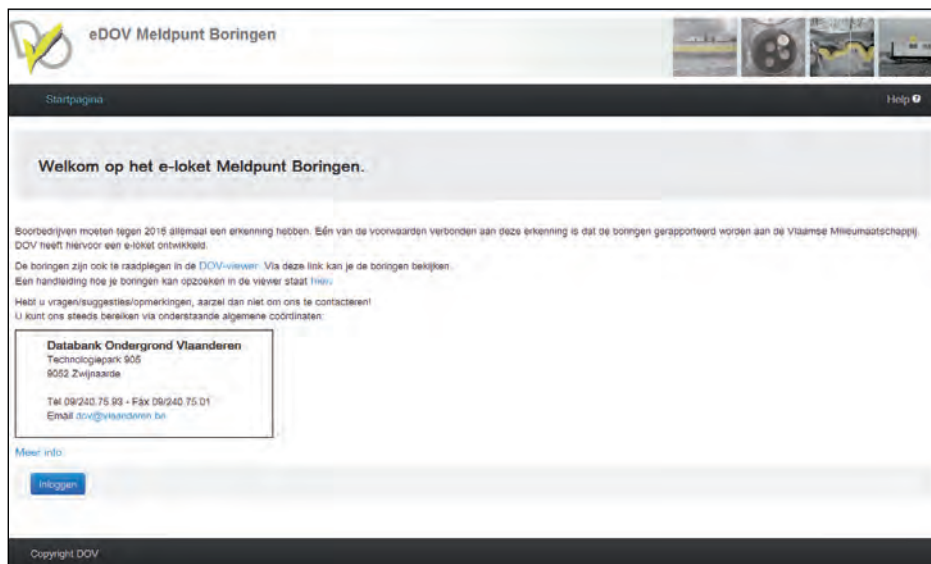 eDOV Meldpunt Boringen
Startpagina
Help
Welkom op het e-loket Meldpunt Boringen.
Boorbedrijven moeten tegen 2016 allemaal een erkenning hebben. Eén van de voorwaarden verbonden aan deze erkenning is dat de boringen gerapporteerd worden aan de Vlaamse Milieumaatschappij.
DOV heeft hiervoor een e-loket ontwikkeld.
De boringen zijn ook te raadplegen in de DOV-viewer. Via deze link kan je de boringen bekijken.
Een handleiding hoe je boringen kan opzoeken in de viewer staat hier.
Hebt u vragen/suggesties/opmerkingen, aarzel dan niet om ons te contacteren!
U kunt ons steeds bereiken via onderstaande algemene coördinaten:
Databank Ondergrond Vlaanderen
Technologiepark 905
9052 Zwijnaarde
Tel 09/240.75.93 - Fax 09/240.75.01
Email dov@vlaanderen.be
Meer info
Inloggen
Copyright DOV